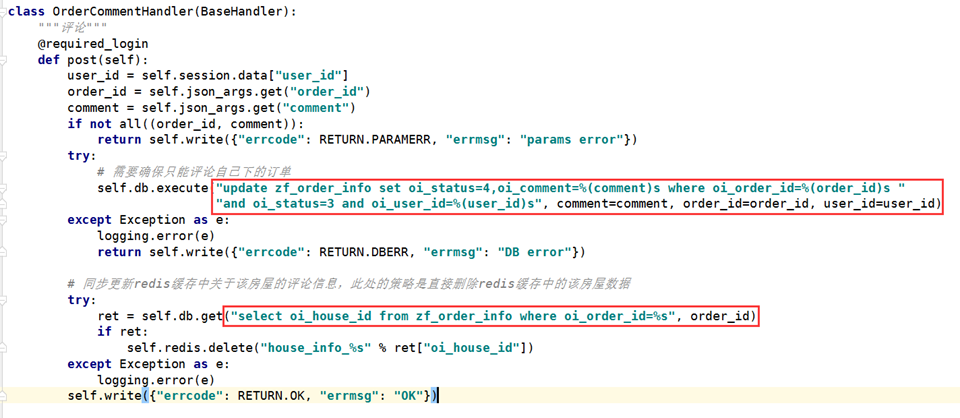 class OrderCommentHandler(BaseHandler):
    """评论"""
    @required_login
    def post(self):
        user_id = self.session.data["user_id"]
        order_id = self.json_args.get("order_id")
        comment = self.json_args.get("comment")
        if not all((order_id, comment)):
            return self.write({"errcode": RETURN.PARAMERR, "errmsg": "params error"})
        try:
            # 需要确保只能评论自己下的订单
            self.db.execute("update zf_order_info set oi_status=4,oi_comment=%(comment)s where oi_order_id=%(order_id)s "
                            "and oi_status=3 and oi_user_id=%(user_id)s", comment=comment, order_id=order_id, user_id=user_id)
        except Exception as e:
            logging.error(e)
            return self.write({"errcode": RETURN.DBERR, "errmsg": "DB error"})
        # 同步更新redis缓存中关于该房屋的评论信息，此处的策略是直接删除redis缓存中的该房屋数据
        try:
            ret = self.db.get("select oi_house_id from zf_order_info where oi_order_id=%s", order_id)
            if ret:
                self.redis.delete("house_info_%s" % ret["oi_house_id"])
        except Exception as e:
            logging.error(e)
        self.write({"errcode": RETURN.OK, "errmsg": "OK"})